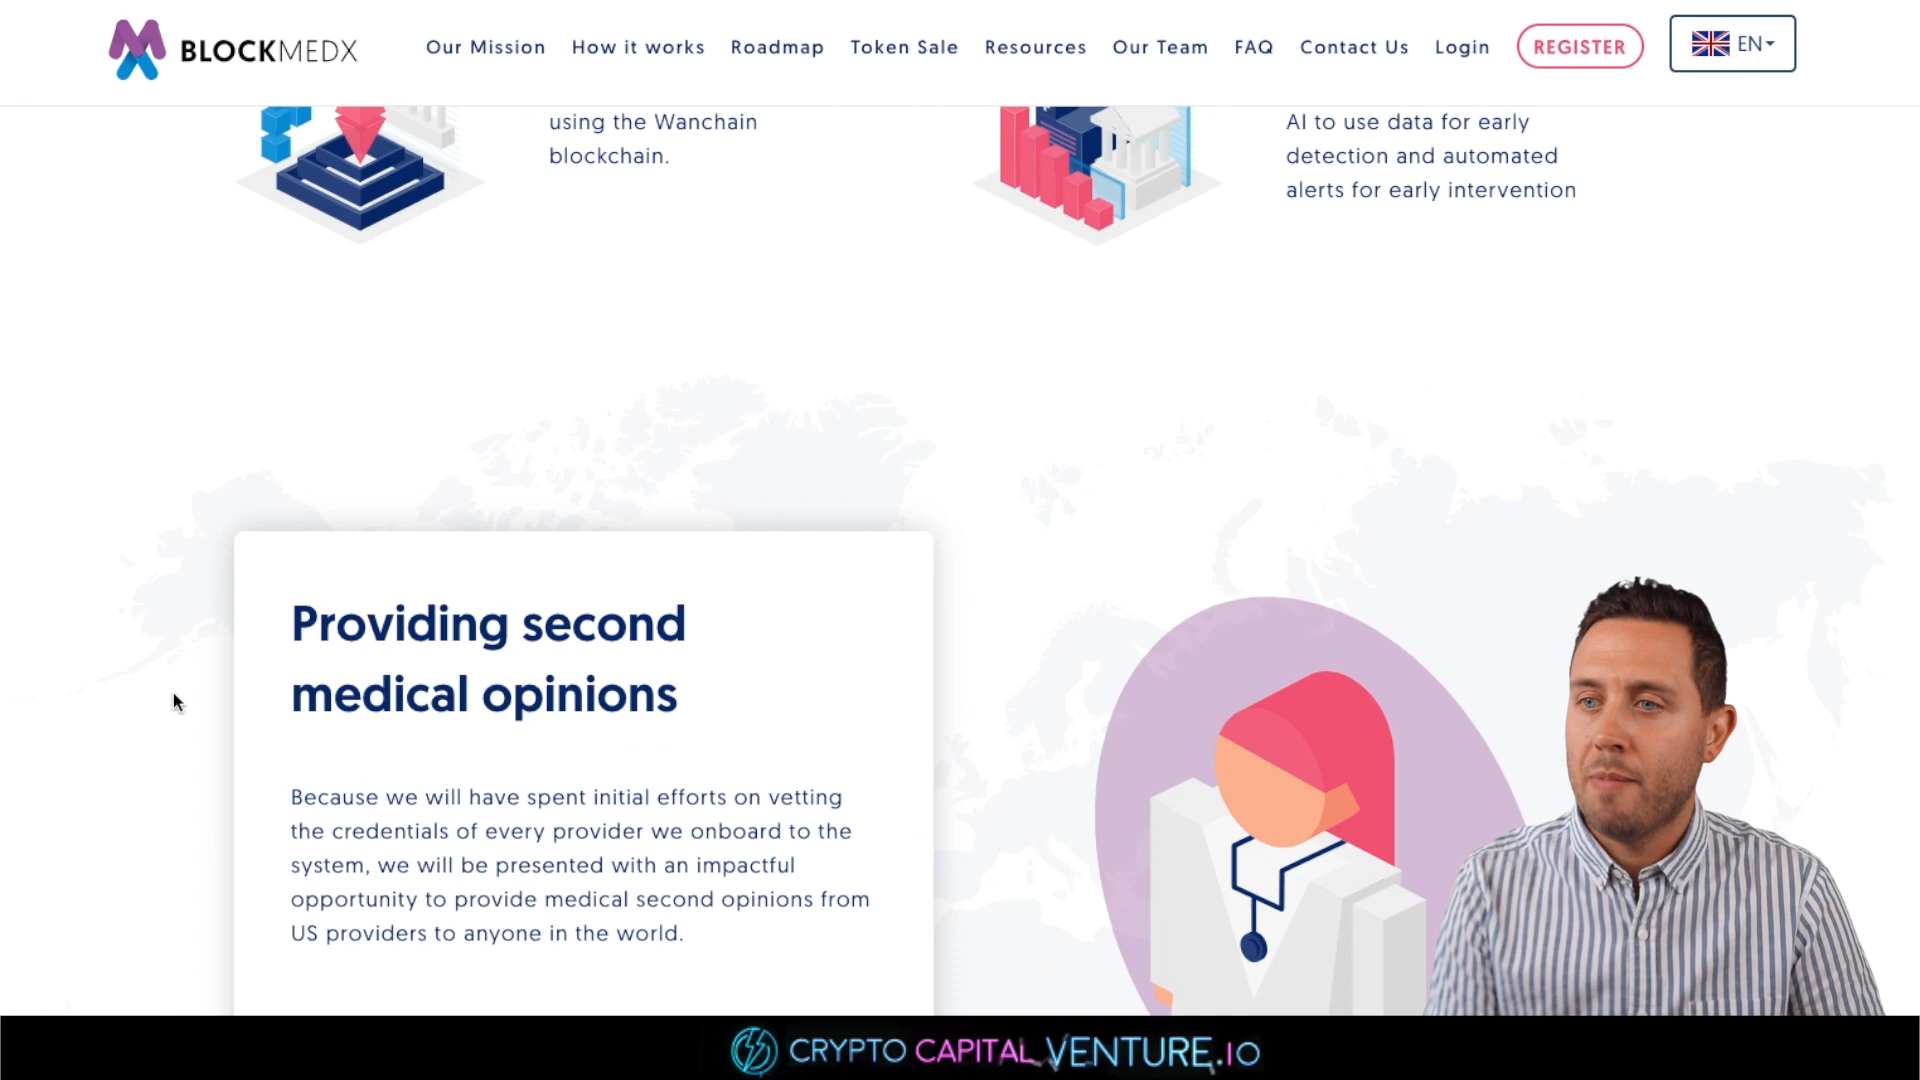 BLOCKMEDX
Our Mission
How it works
Roadmap
Token Sale
Resources
Our Team
FAQ
Contact Us
Login
REGISTER
EN
using the Wanchain
blockchain.
AI to use data for early
detection and automated
alerts for early intervention
Providing second
medical opinions
Because we will have spent initial efforts on vetting
the credentials of every provider we onboard to the
system, we will be presented with an impactful
opportunity to provide medical second opinions from
US providers to anyone in the world.
CRYPTO CAPITAL VENTURE.IO